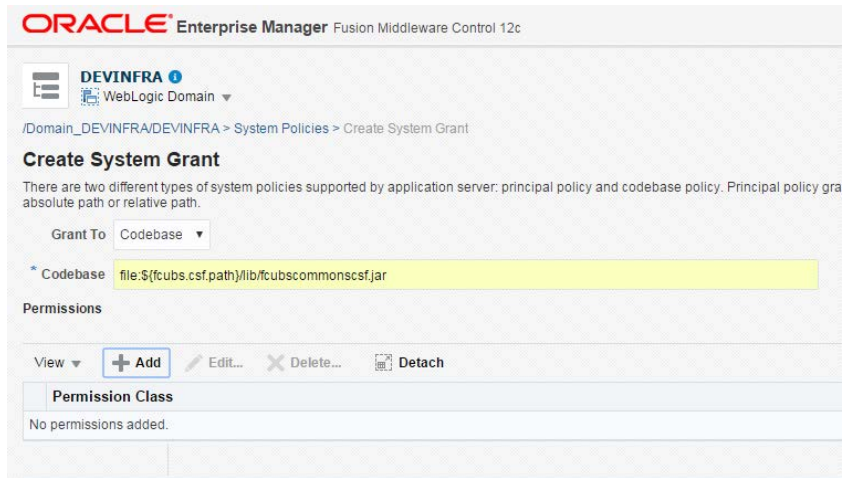 ORACLE Enterprise Manager Fusion Middleware Control 12c
DEVINFRA
WebLogic Domain
/Domain_DEVINFRA/DEVINFRA > System Policies > Create System Grant
Create System Grant
There are two different types of system policies supported by application server: principal policy and codebase policy. Principal policy gra
absolute path or relative path.
Grant To Codebase
* Codebase file:${fcubs.csf.path}/lib/fcubscommonscsf.jar
Permissions
View Add Edit... Delete... Detach
Permission Class
No permissions added.